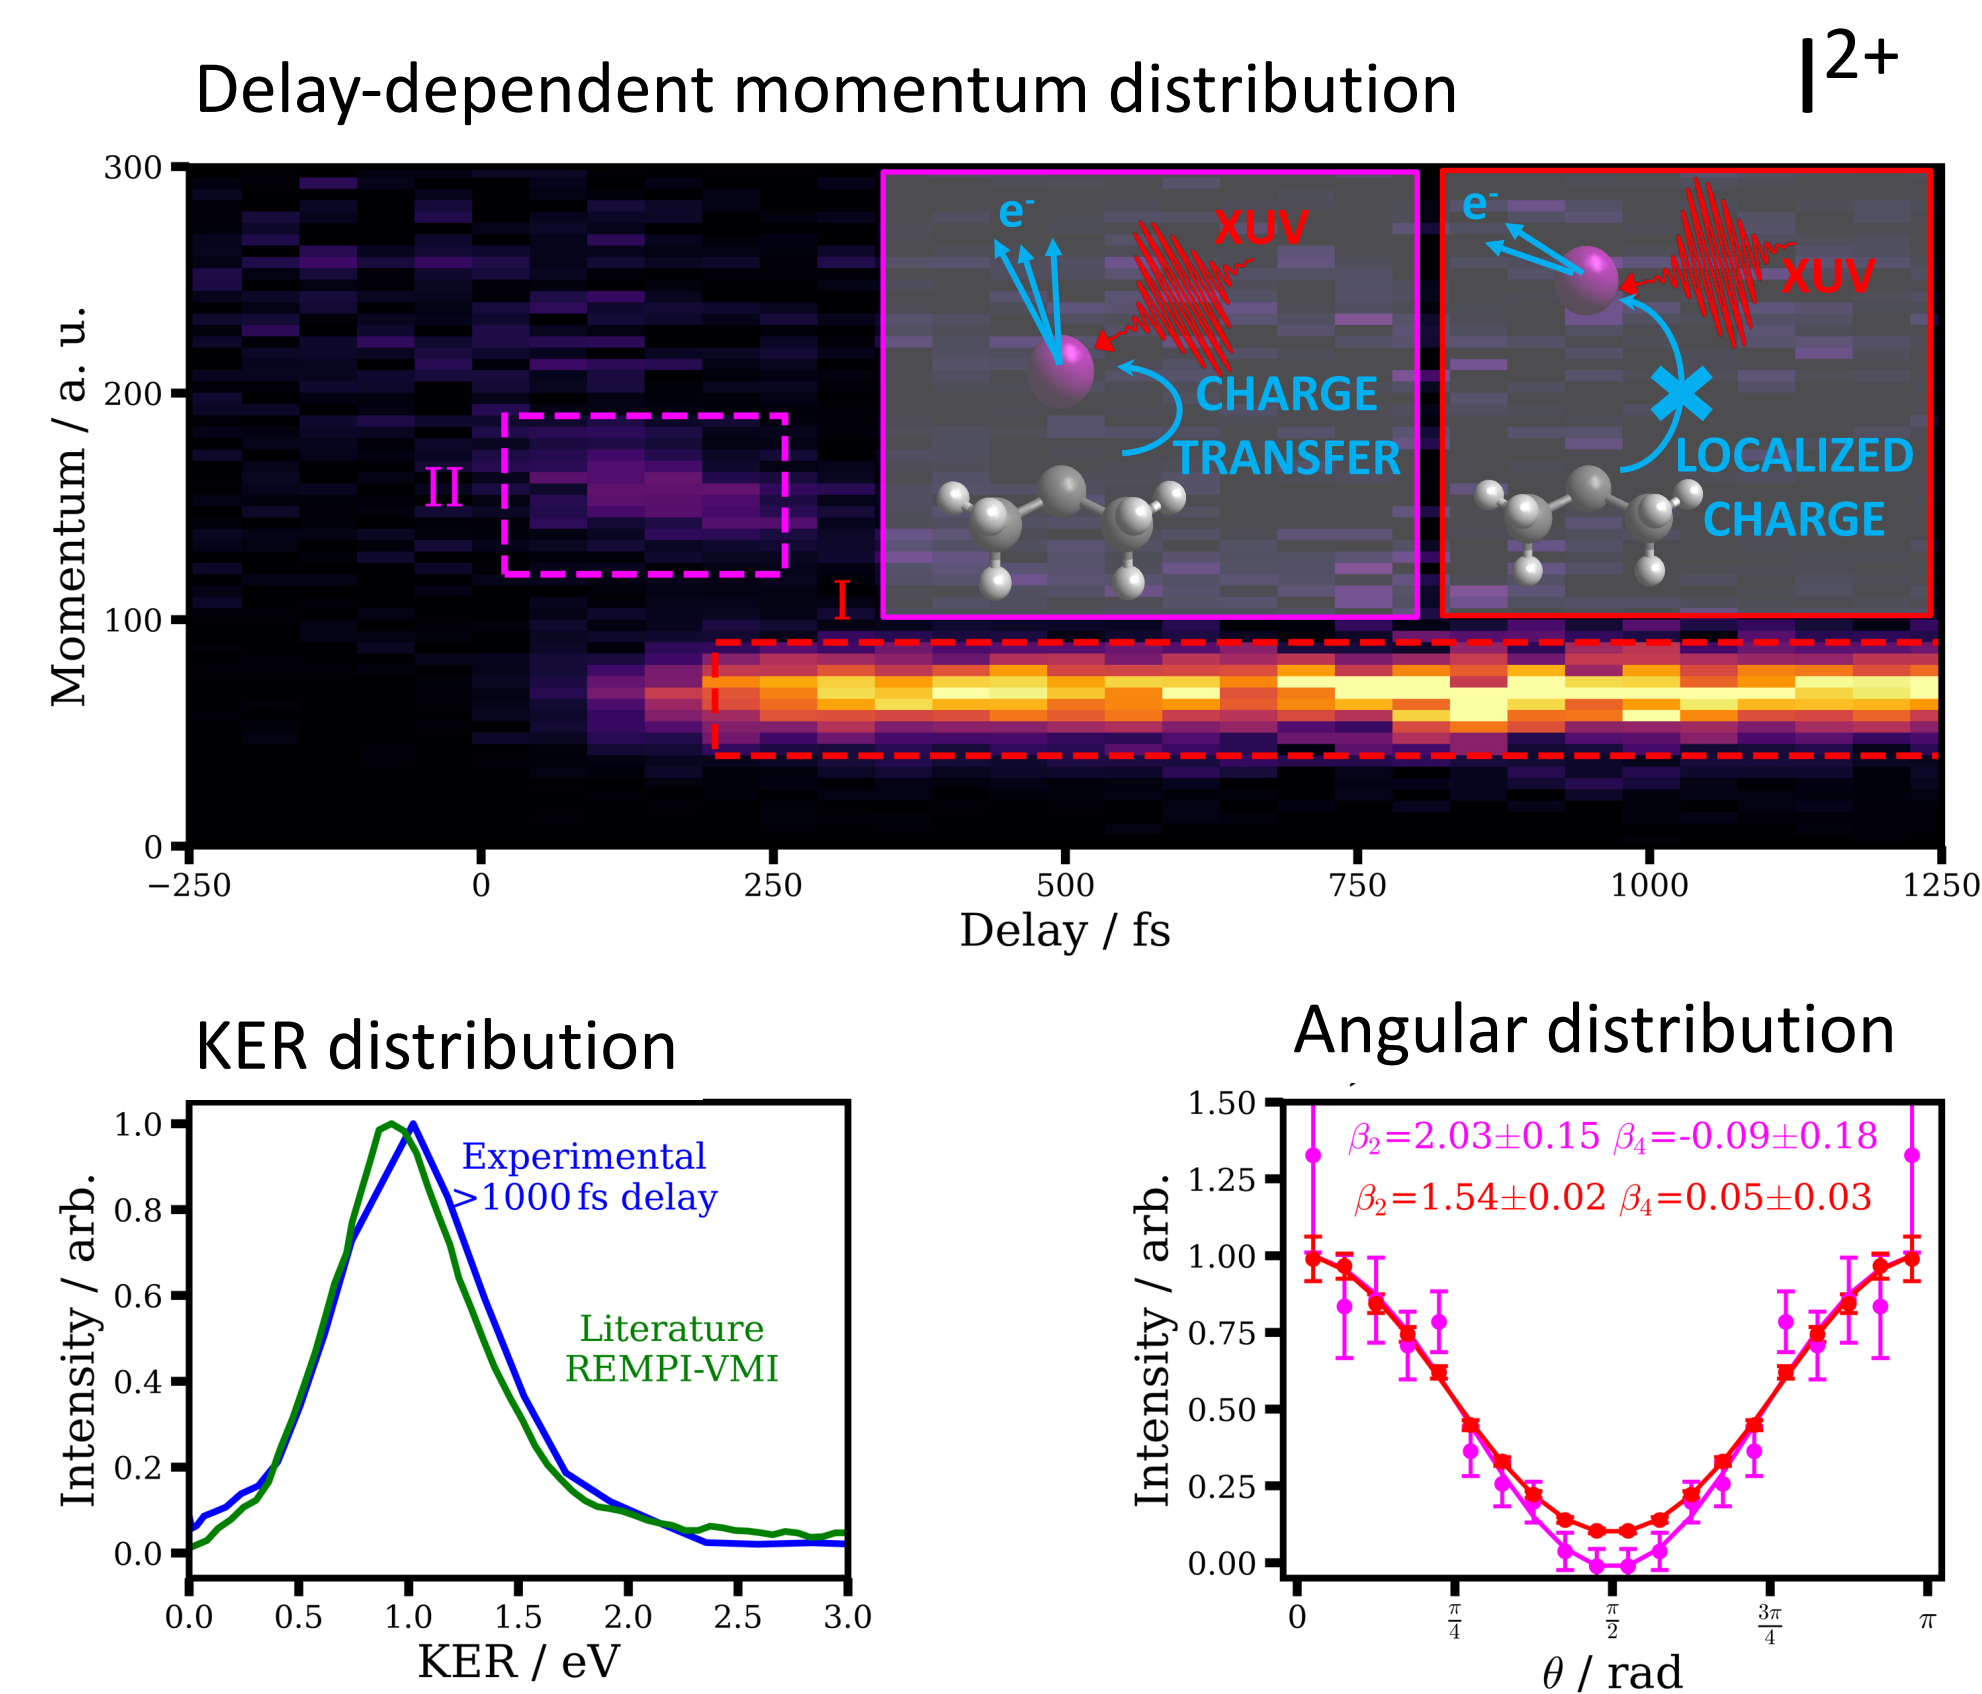 Delay-dependent momentum distribution
I2+
300
200
100
0
Momentum / a. u.
II
I
e-
XUV
CHARGE
TRANSFER
e-
XUV
LOCALIZED
CHARGE
−250
0
250
500
750
1000
1250
Delay / fs
KER distribution
1.0
0.8
0.6
0.4
0.2
0.0
Intensity / arb.
Experimental
>1000 fs delay
Literature
REMPI-VMI
0.0
0.5
1.0
1.5
2.0
2.5
3.0
KER / eV
Angular distribution
1.50
1.25
1.00
0.75
0.50
0.25
0.00
Intensity / arb.
β2=2.03±0.15 β4=-0.09±0.18
β2=1.54±0.02 β4=0.05±0.03
0
π/4
π/2
3π/4
π
θ / rad